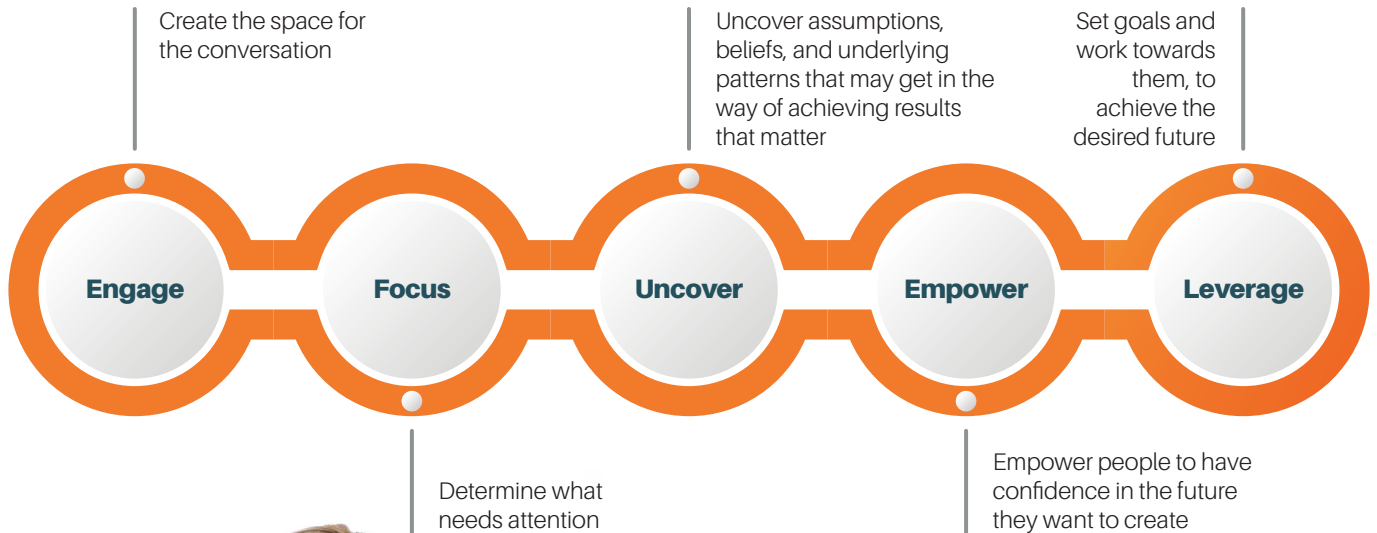 Create the space for
the conversation
Uncover assumptions,
beliefs, and underlying
patterns that may get in the
way of achieving results
that matter
Set goals and
work towards
them, to
achieve the
desired future
Engage
Focus
Uncover
Empower
Leverage
Determine what
needs attention
Empower people to have
confidence in the future
they want to create